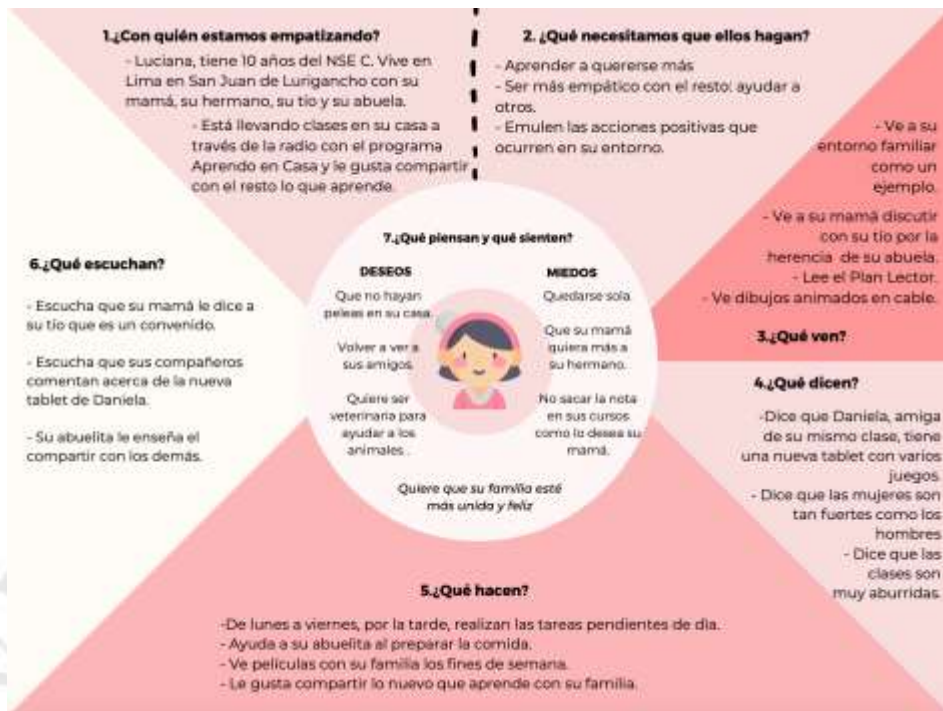 1.¿Con quién estamos empatizando?
- Luciana, tiene 10 años del NSE C. Vive en
Lima en San Juan de Lurigancho con su
mamá, su hermano, su tío y su abuela.
- Está llevando clases en su casa a
través de la radio con el programa
Aprendo en Casa y le gusta compartir
con el resto lo que aprende.
2. ¿Qué necesitamos que ellos hagan?
- Aprender a quererse más
- Ser más empático con el resto: ayudar a
otros.
- Emulen las acciones positivas que
ocurren en su entorno.
- Ve a su
entorno familiar
como un
ejemplo.
- Ve a su mamá discutir
con su tío por la
herencia de su abuela.
- Lee el Plan Lector.
- Ve dibujos animados en cable.
3.¿Qué ven?
4.¿Qué dicen?
-Dice que Daniela, amiga
de su mismo clase, tiene
una nueva tablet con varios
juegos.
- Dice que las mujeres son
tan fuertes como los
hombres
- Dice que las
clases son
muy aburridas.
5.¿Qué hacen?
-De lunes a viernes, por la tarde, realizan las tareas pendientes de día.
- Ayuda a su abuelita al preparar la comida.
- Ve películas con su familia los fines de semana.
- Le gusta compartir lo nuevo que aprende con su familia.
6.¿Qué escuchan?
- Escucha que su mamá le dice a
su tío que es un convenido.
- Escucha que sus compañeros
comentan acerca de la nueva
tablet de Daniela.
- Su abuelita le enseña el
compartir con los demás.
7.¿Qué piensan y qué sienten?
DESEOS
Que no hayan
peleas en su casa.
Volver a ver a
sus amigos.
Quiere ser
veterinaria para
ayudar a los
animales .
MIEDOS
Quedarse sola.
Que su mamá
quiera más a
su hermano.
No sacar la nota
en sus cursos
como lo desea su
mamá.
Quiere que su familia esté
más unida y feliz